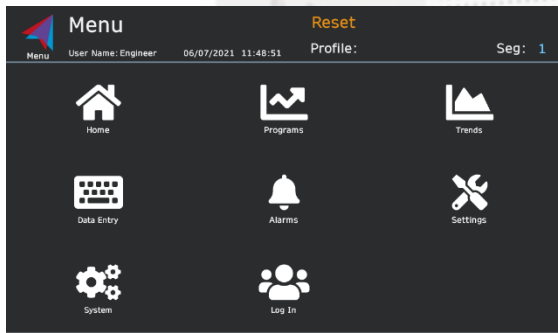 Menu
Reset
Menu
User Name: Engineer
06/07/2021 11:48:51
Profile:
Seg: 1
Home
Programs
Trends
Data Entry
Alarms
Settings
System
Log In